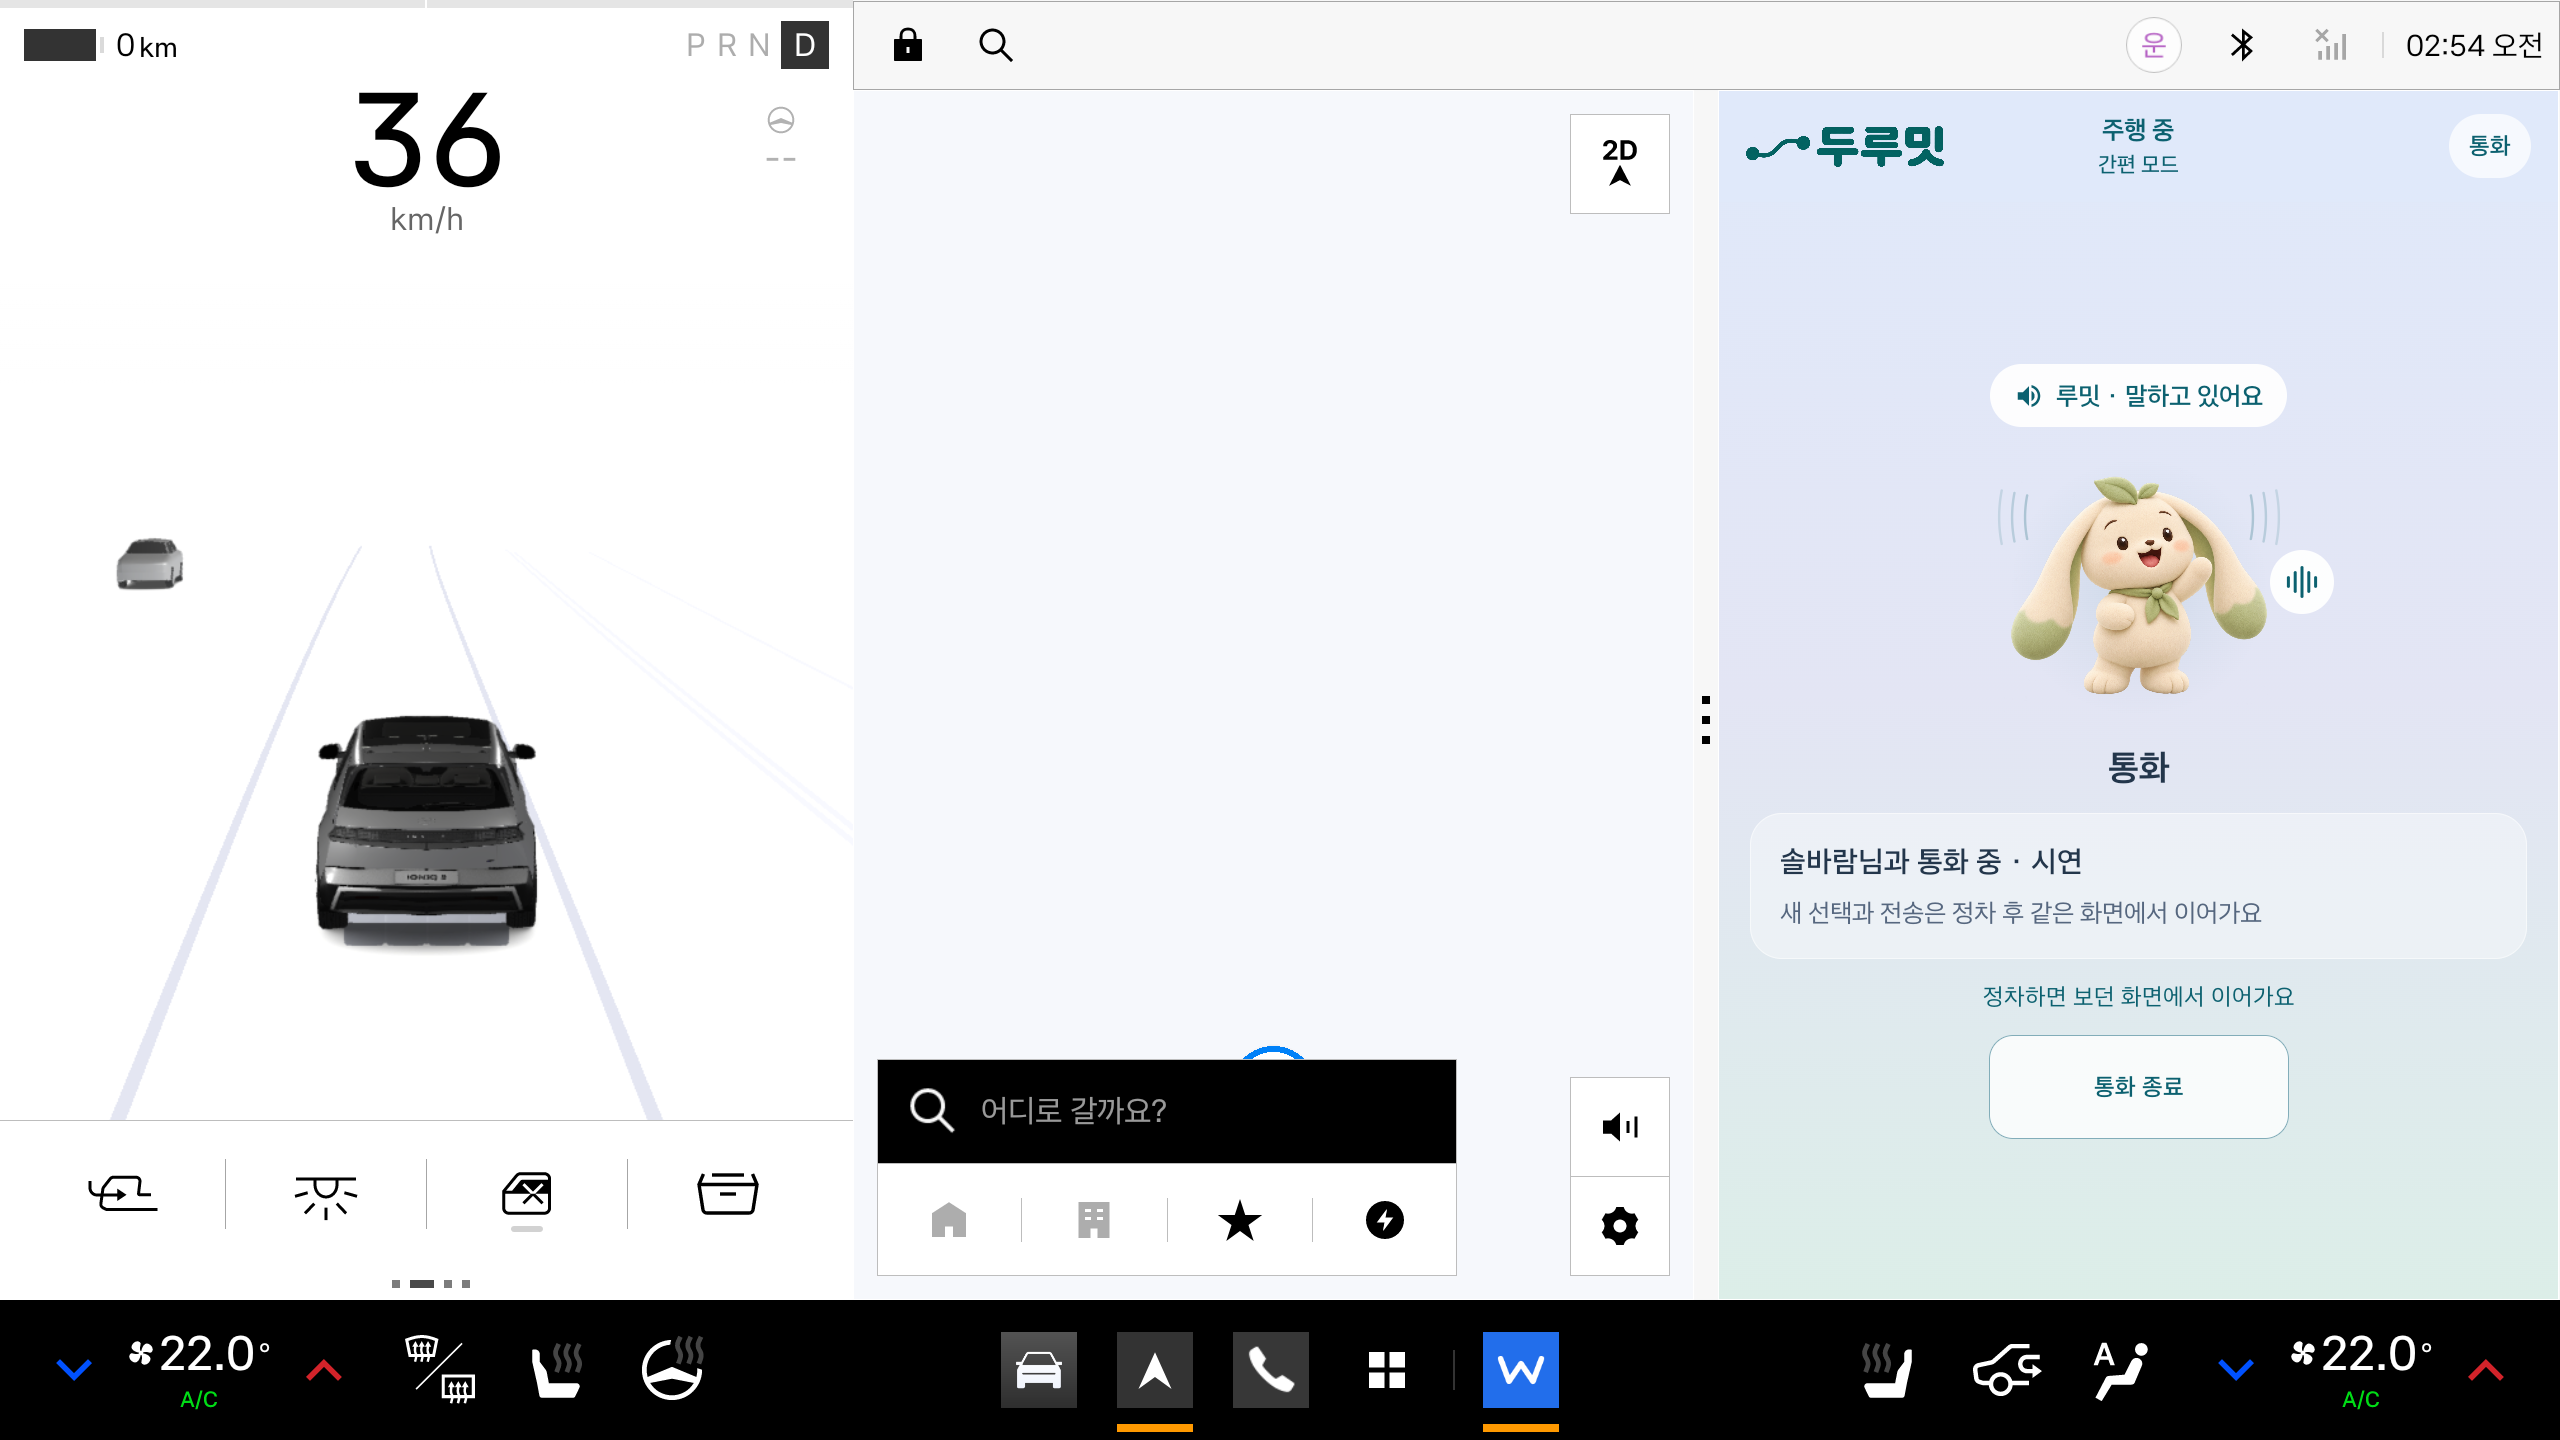 0 km
P R N D
36
km/h
--
운
02:54 오전
2D
두루밋
주행 중
간편 모드
통화
루밋 · 말하고 있어요
통화
솔바람님과 통화 중 · 시연
새 선택과 전송은 정차 후 같은 화면에서 이어가요
정차하면 보던 화면에서 이어가요
통화 종료
어디로 갈까요?
IONIQ 5
22.0°
A/C
W
A
22.0°
A/C